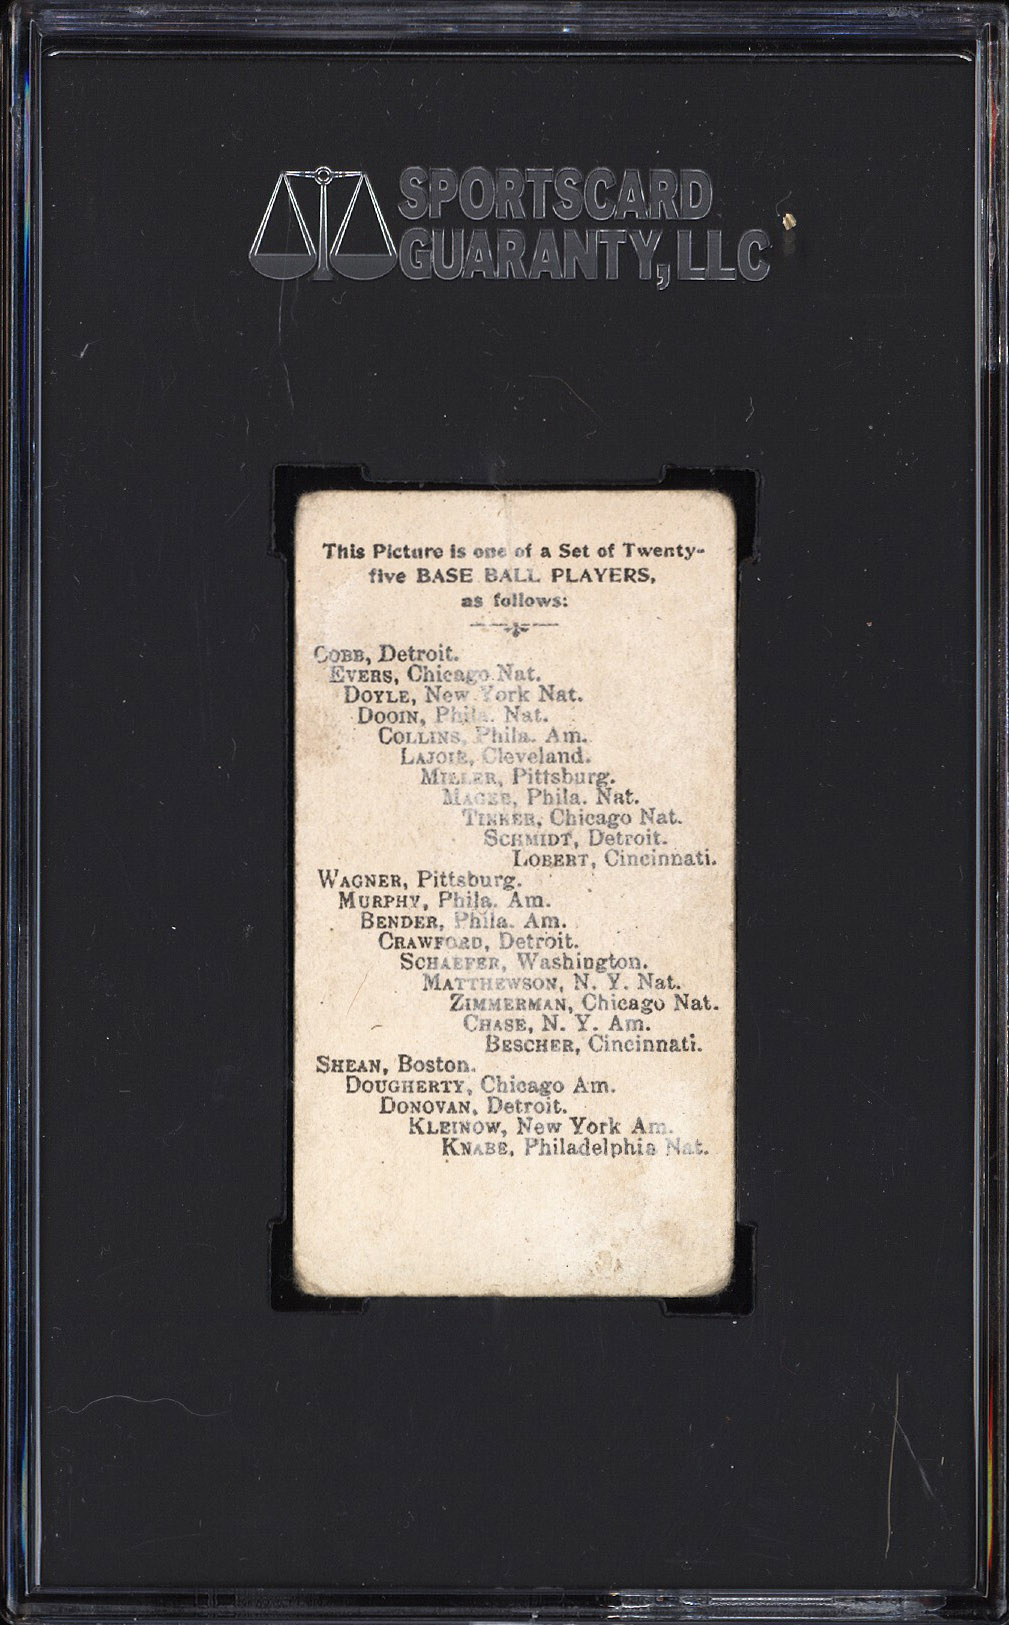 SPORTSCARD
GUARANTY, LLC
This Picture is one of a Set of Twenty-
five BASE BALL PLAYERS,
as follows:
COBB, Detroit.
EVERS, Chicago Nat.
DOYLE, New York Nat.
DOOIN, Phila. Nat.
COLLINS, Phila. Am.
LAJOIE, Cleveland.
MILLER, Pittsburg.
MAGEE, Phila. Nat.
TINKER, Chicago Nat.
SCHMIDT, Detroit.
LOBERT, Cincinnati.
WAGNER, Pittsburg.
MURPHY, Phila. Am.
BENDER, Phila. Am.
CRAWFORD, Detroit.
SCHAEFER, Washington.
MATTHEWSON, N. Y. Nat.
ZIMMERMAN, Chicago Nat.
CHASE, N. Y. Am.
BESCHER, Cincinnati.
SHEAN, Boston.
DOUGHERTY, Chicago Am.
DONOVAN, Detroit.
KLEINOW, New York Am.
KNABE, Philadelphia Nat.